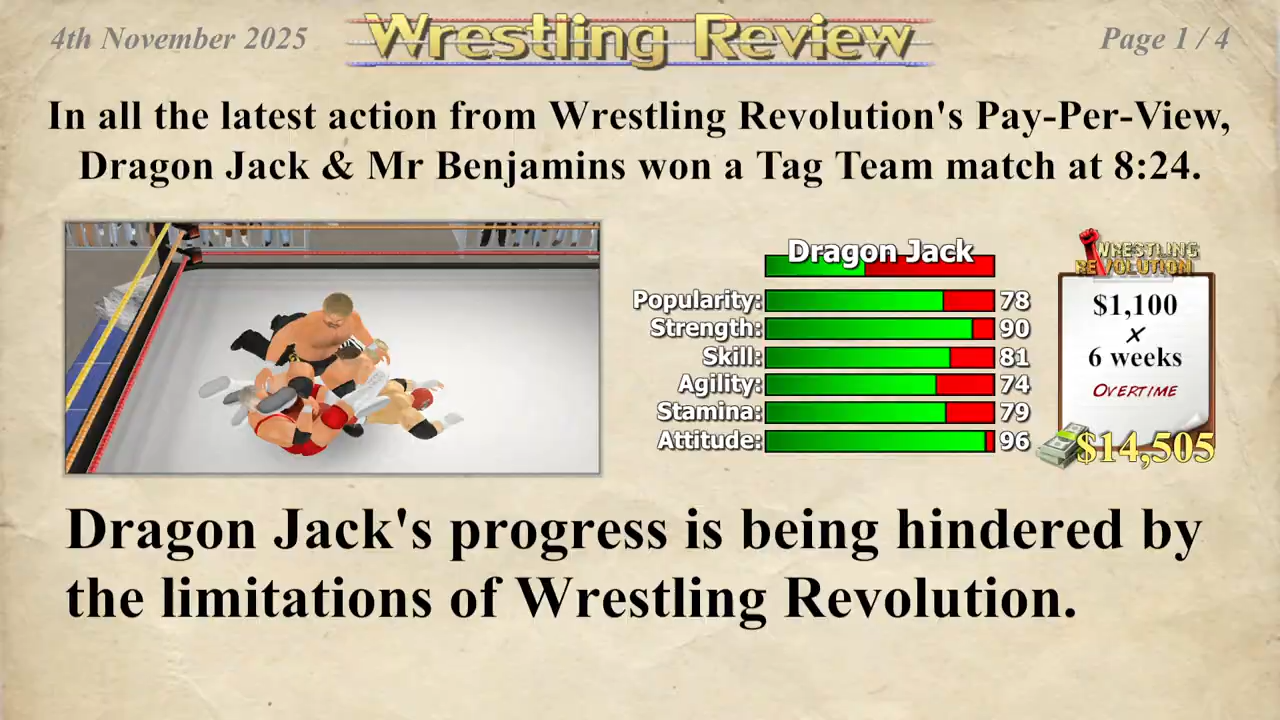 4th November 2025
Wrestling Review
Page 1 / 4
In all the latest action from Wrestling Revolution's Pay-Per-View,
Dragon Jack & Mr Benjamins won a Tag Team match at 8:24.
Dragon Jack
Popularity: 78
Strength: 90
Skill: 81
Agility: 74
Stamina: 79
Attitude: 96
WRESTLING
REVOLUTION
$1,100
×
6 weeks
OVERTIME
$14,505
Dragon Jack's progress is being hindered by
the limitations of Wrestling Revolution.